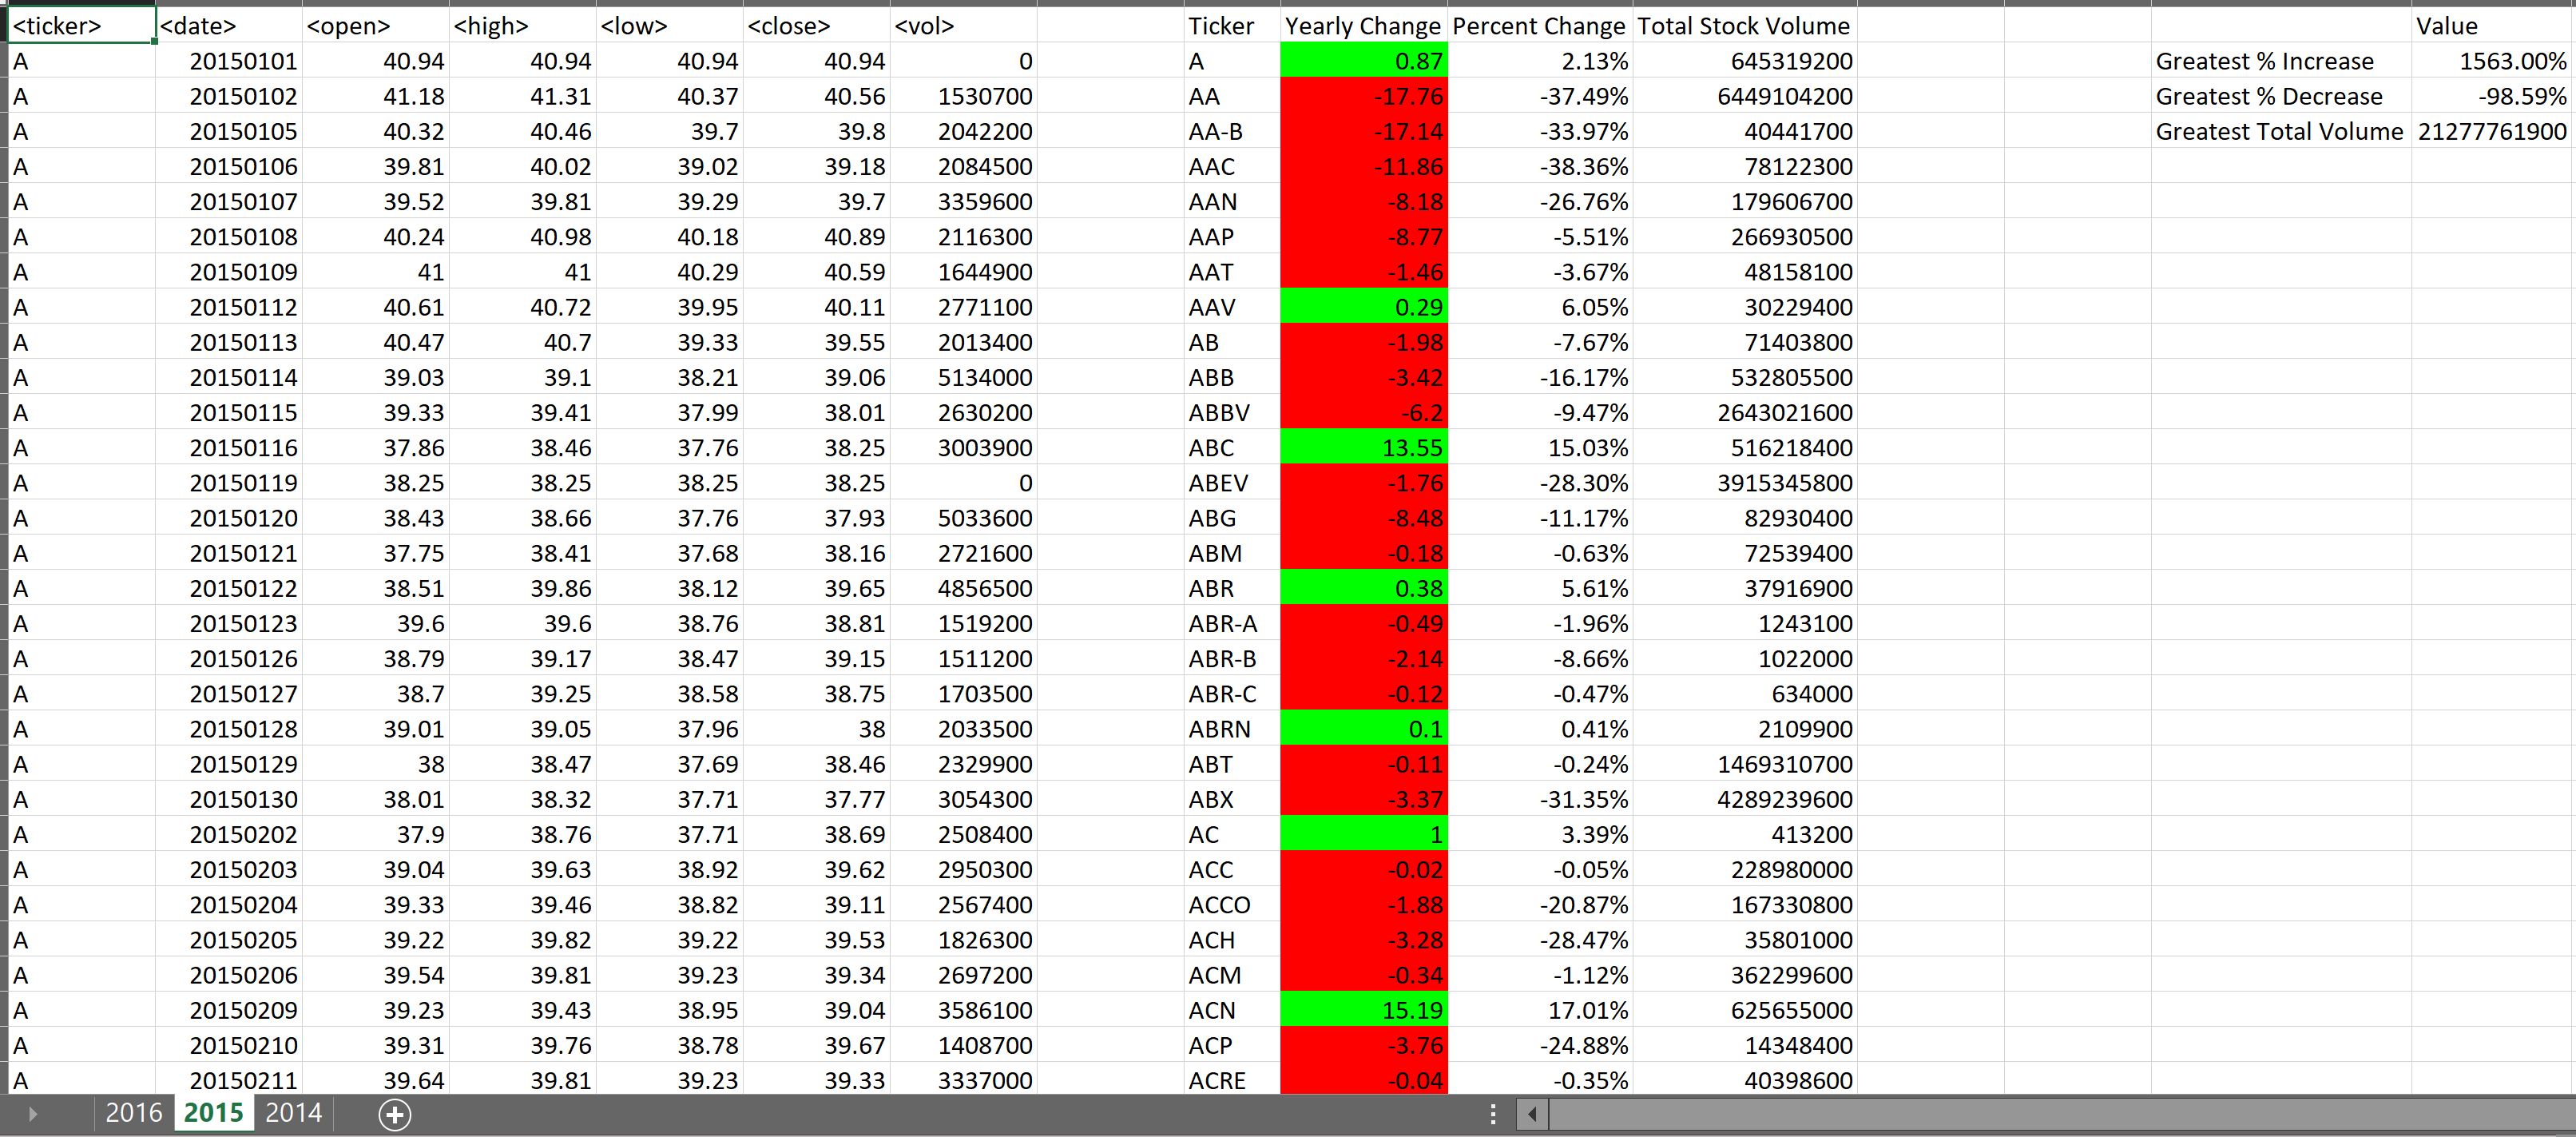 <ticker> <date> <open> <high> <low> <close> <vol> Ticker Yearly Change Percent Change Total Stock Volume Value
A 20150101 40.94 40.94 40.94 40.94 0 A 0.87 2.13% 645319200 Greatest % Increase 1563.00%
A 20150102 41.18 41.31 40.37 40.56 1530700 AA -17.76 -37.49% 6449104200 Greatest % Decrease -98.59%
A 20150105 40.32 40.46 39.7 39.8 2042200 AA-B -17.14 -33.97% 40441700 Greatest Total Volume 21277761900
A 20150106 39.81 40.02 39.02 39.18 2084500 AAC -11.86 -38.36% 78122300
A 20150107 39.52 39.81 39.29 39.7 3359600 AAN -8.18 -26.76% 179606700
A 20150108 40.24 40.98 40.18 40.89 2116300 AAP -8.77 -5.51% 266930500
A 20150109 41 41 40.29 40.59 1644900 AAT -1.46 -3.67% 48158100
A 20150112 40.61 40.72 39.95 40.11 2771100 AAV 0.29 6.05% 30229400
A 20150113 40.47 40.7 39.33 39.55 2013400 AB -1.98 -7.67% 71403800
A 20150114 39.03 39.1 38.21 39.06 5134000 ABB -3.42 -16.17% 532805500
A 20150115 39.33 39.41 37.99 38.01 2630200 ABBV -6.2 -9.47% 2643021600
A 20150116 37.86 38.46 37.76 38.25 3003900 ABC 13.55 15.03% 516218400
A 20150119 38.25 38.25 38.25 38.25 0 ABEV -1.76 -28.30% 3915345800
A 20150120 38.43 38.66 37.76 37.93 5033600 ABG -8.48 -11.17% 82930400
A 20150121 37.75 38.41 37.68 38.16 2721600 ABM -0.18 -0.63% 72539400
A 20150122 38.51 39.86 38.12 39.65 4856500 ABR 0.38 5.61% 37916900
A 20150123 39.6 39.6 38.76 38.81 1519200 ABR-A -0.49 -1.96% 1243100
A 20150126 38.79 39.17 38.47 39.15 1511200 ABR-B -2.14 -8.66% 1022000
A 20150127 38.7 39.25 38.58 38.75 1703500 ABR-C -0.12 -0.47% 634000
A 20150128 39.01 39.05 37.96 38 2033500 ABRN 0.1 0.41% 2109900
A 20150129 38 38.47 37.69 38.46 2329900 ABT -0.11 -0.24% 1469310700
A 20150130 38.01 38.32 37.71 37.77 3054300 ABX -3.37 -31.35% 4289239600
A 20150202 37.9 38.76 37.71 38.69 2508400 AC 1 3.39% 413200
A 20150203 39.04 39.63 38.92 39.62 2950300 ACC -0.02 -0.05% 228980000
A 20150204 39.33 39.46 38.82 39.11 2567400 ACCO -1.88 -20.87% 167330800
A 20150205 39.22 39.82 39.22 39.53 1826300 ACH -3.28 -28.47% 35801000
A 20150206 39.54 39.81 39.23 39.34 2697200 ACM -0.34 -1.12% 362299600
A 20150209 39.23 39.43 38.95 39.04 3586100 ACN 15.19 17.01% 625655000
A 20150210 39.31 39.76 38.78 39.67 1408700 ACP -3.76 -24.88% 14348400
A 20150211 39.64 39.81 39.23 39.33 3337000 ACRE -0.04 -0.35% 40398600
2016 2015 2014